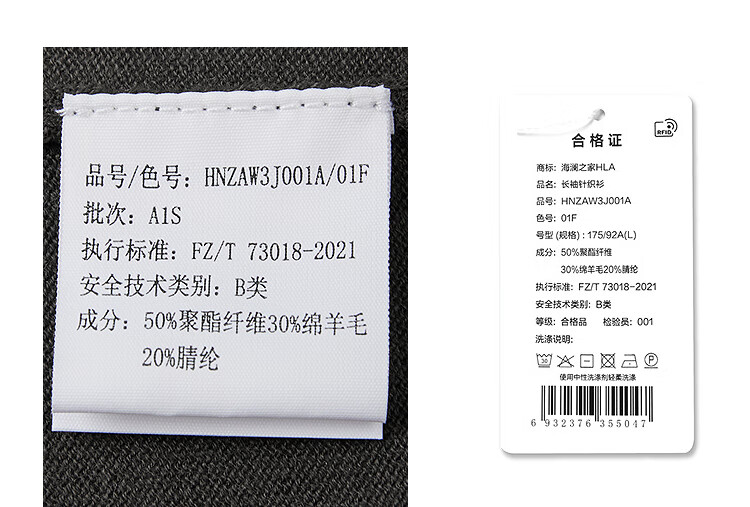 品号/色号: HNZAW3J001A/01F
批次: A1S
执行标准: FZ/T 73018-2021
安全技术类别: B类
成分: 50%聚酯纤维30%绵羊毛
20%腈纶
合格证
RFID
商标: 海澜之家HLA
品名: 长袖针织衫
品号: HNZAW3J001A
色号: 01F
号型 (规格) : 175/92A(L)
成分: 50%聚酯纤维
30%绵羊毛20%腈纶
执行标准: FZ/T 73018-2021
安全技术类别: B类
等级: 合格品 检验员: 001
洗涤说明:
30
P
使用中性洗涤剂轻柔洗涤
6 932376 355047